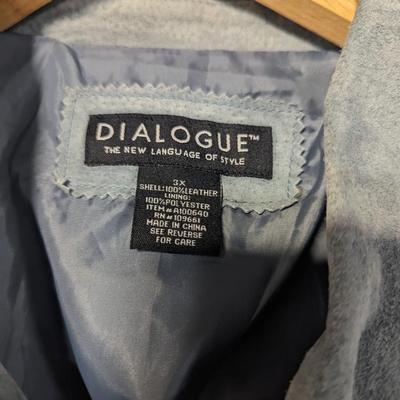 DIALOGUE™
THE NEW LANGUAGE OF STYLE
3X
SHELL:100%LEATHER
LINING:
100%POLYESTER
ITEM#A100640
RN#109661
MADE IN CHINA
SEE REVERSE
FOR CARE